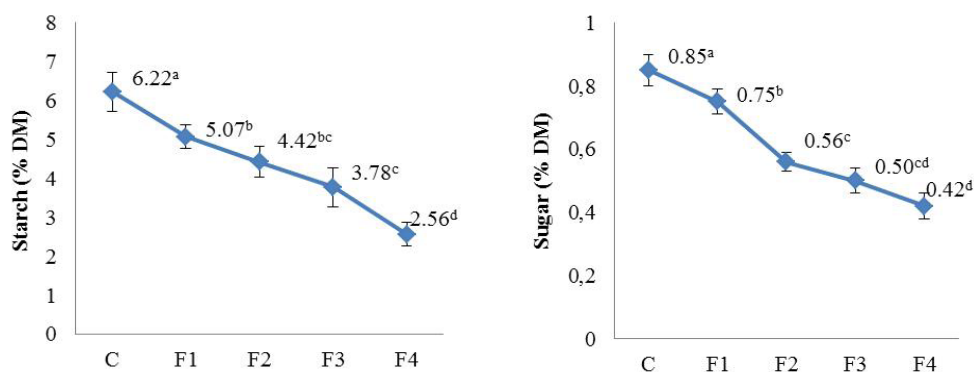 Starch (% DM)
8
7
6
5
4
3
2
1
0
6.22ᵃ
5.07ᵇ
4.42ᵇᶜ
3.78ᶜ
2.56ᵈ
C F1 F2 F3 F4
Sugar (% DM)
1
0,8
0,6
0,4
0,2
0
0.85ᵃ
0.75ᵇ
0.56ᶜ
0.50ᶜᵈ
0.42ᵈ
C F1 F2 F3 F4